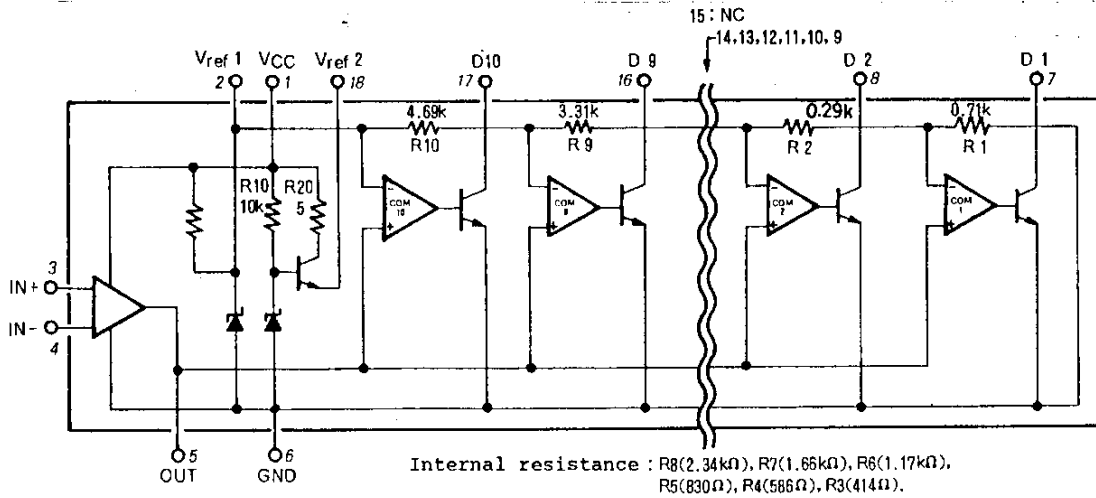 15 : NC
14, 13, 12, 11, 10, 9
Vref 1 VCC Vref 2 D10 D 9 D 2 D 1
2 1 18 17 16 8 7
4.69k 3.31k 0.29k 0.71k
R10 R 9 R 2 R 1
R10 R20
10k 5
COM
10
COM
COM
2
COM
1
3
IN+
IN-
4
5 6
OUT GND
Internal resistance : R8(2.34kΩ), R7(1.66kΩ), R6(1.17kΩ),
R5(830Ω), R4(586Ω), R3(414Ω).